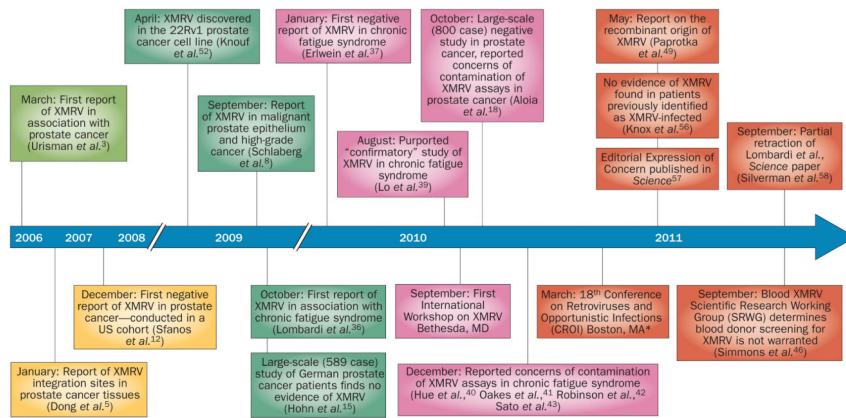 April: XMRV discovered
in the 22Rv1 prostate
cancer cell line (Knouf
et al.52)
January: First negative
report of XMRV in chronic
fatigue syndrome
(Erlwein et al.37)
October: Large-scale
(800 case) negative
study in prostate
cancer, reported
concerns of
contamination of
XMRV assays in
prostate cancer (Aloia
et al.18)
May: Report on the
recombinant origin of
XMRV (Paprotka
et al.49)
March: First report
of XMRV in
association with
prostate cancer
(Urisman et al.3)
September: Report
of XMRV in malignant
prostate epithelium
and high-grade
cancer (Schlaberg
et al.8)
August: Purported
“confirmatory” study of
XMRV in chronic fatigue
syndrome
(Lo et al.39)
No evidence of XMRV
found in patients
previously identified
as XMRV-infected
(Knox et al.56)
Editorial Expression of
Concern published in
Science57
September: Partial
retraction of
Lombardi et al.,
Science paper
(Silverman et al.58)
2006 2007 2008 2009 2010 2011
December: First negative
report of XMRV in prostate
cancer—conducted in a
US cohort (Sfanos
et al.12)
January: Report of XMRV
integration sites in
prostate cancer tissues
(Dong et al.5)
October: First report of
XMRV in association with
chronic fatigue syndrome
(Lombardi et al.36)
Large-scale (589 case)
study of German prostate
cancer patients finds no
evidence of XMRV
(Hohn et al.15)
September: First
International
Workshop on XMRV
Bethesda, MD
March: 18th Conference
on Retroviruses and
Opportunistic Infections
(CROI) Boston, MA*
December: Reported concerns of contamination
of XMRV assays in chronic fatigue syndrome
(Hue et al.,40 Oakes et al.,41 Robinson et al.,42
Sato et al.43)
September: Blood XMRV
Scientific Research Working
Group (SRWG) determines
blood donor screening for
XMRV is not warranted
(Simmons et al.46)